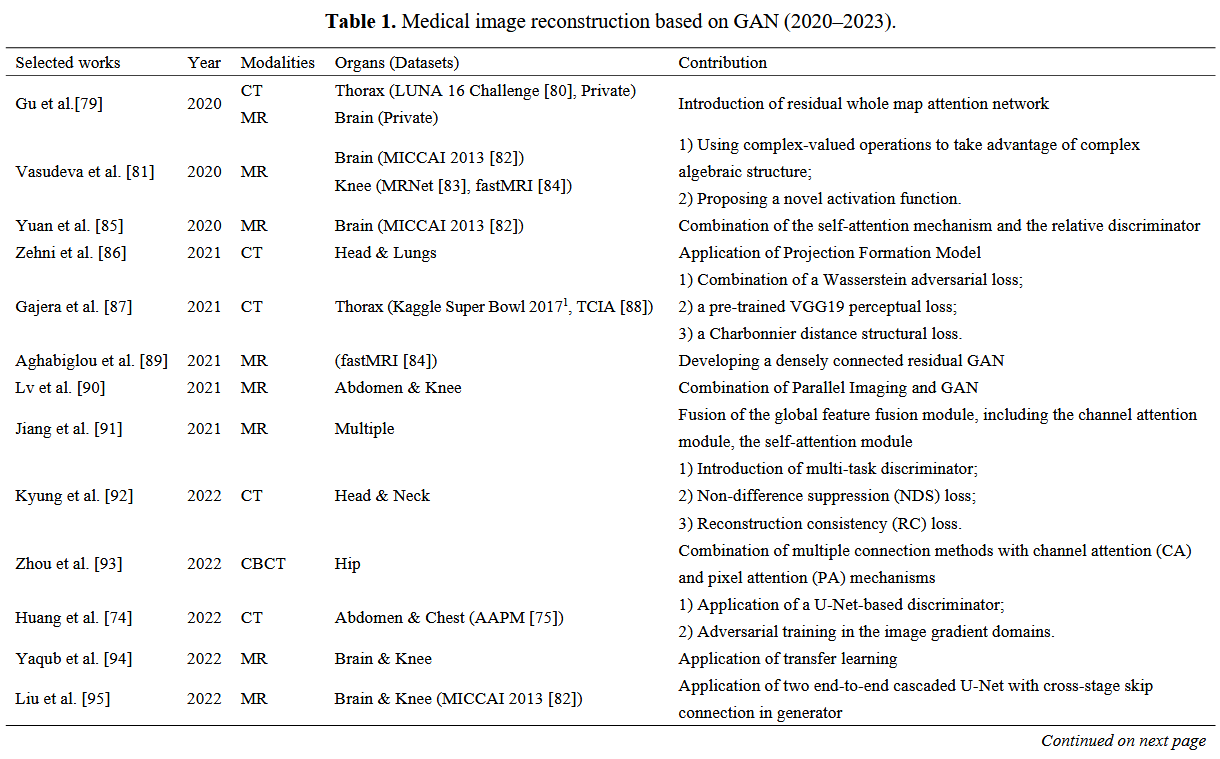 Table 1. Medical image reconstruction based on GAN (2020–2023).
Selected works Year Modalities Organs (Datasets) Contribution
Gu et al.[79] 2020 CT Thorax (LUNA 16 Challenge [80], Private) Introduction of residual whole map attention network
MR Brain (Private)
Vasudeva et al. [81] 2020 MR Brain (MICCAI 2013 [82]) 1) Using complex-valued operations to take advantage of complex
Knee (MRNet [83], fastMRI [84]) algebraic structure;
2) Proposing a novel activation function.
Yuan et al. [85] 2020 MR Brain (MICCAI 2013 [82]) Combination of the self-attention mechanism and the relative discriminator
Zehni et al. [86] 2021 CT Head & Lungs Application of Projection Formation Model
1) Combination of a Wasserstein adversarial loss;
Gajera et al. [87] 2021 CT Thorax (Kaggle Super Bowl 2017¹, TCIA [88]) 2) a pre-trained VGG19 perceptual loss;
3) a Charbonnier distance structural loss.
Aghabiglou et al. [89] 2021 MR (fastMRI [84]) Developing a densely connected residual GAN
Lv et al. [90] 2021 MR Abdomen & Knee Combination of Parallel Imaging and GAN
Jiang et al. [91] 2021 MR Multiple Fusion of the global feature fusion module, including the channel attention
module, the self-attention module
1) Introduction of multi-task discriminator;
Kyung et al. [92] 2022 CT Head & Neck 2) Non-difference suppression (NDS) loss;
3) Reconstruction consistency (RC) loss.
Zhou et al. [93] 2022 CBCT Hip Combination of multiple connection methods with channel attention (CA)
and pixel attention (PA) mechanisms
Huang et al. [74] 2022 CT Abdomen & Chest (AAPM [75]) 1) Application of a U-Net-based discriminator;
2) Adversarial training in the image gradient domains.
Yaqub et al. [94] 2022 MR Brain & Knee Application of transfer learning
Liu et al. [95] 2022 MR Brain & Knee (MICCAI 2013 [82]) Application of two end-to-end cascaded U-Net with cross-stage skip
connection in generator
Continued on next page